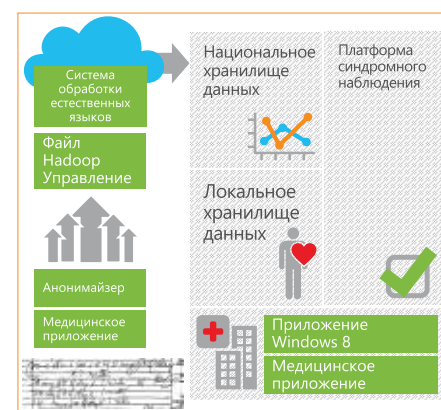 Система
обработки
естественных
языков
Файл
Hadoop
Управление
Анонимайзер
Медицинское
приложение
Национальное
хранилище
данных
Платформа
синдромного
наблюдения
Локальное
хранилище
данных
Приложение
Windows 8
Медицинское
приложение